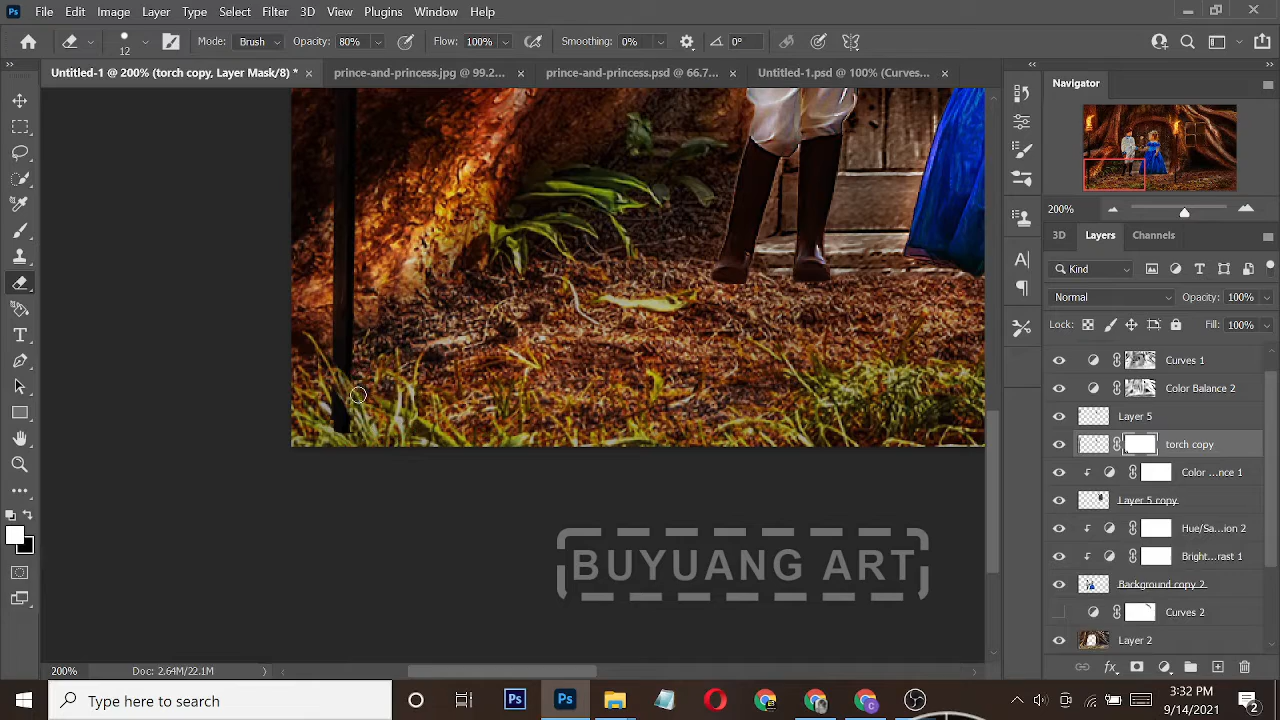 Ps File Edit Image Layer Type Select Filter 3D View Plugins Window Help
12 Mode: Brush Opacity: 80% Flow: 100% Smoothing: 0% 0°
Untitled-1 @ 200% (torch copy, Layer Mask/8) * × prince-and-princess.jpg @ 99.2... × prince-and-princess.psd @ 66.7... × Untitled-1.psd @ 100% (Curves... ×
Navigator
200%
3D Layers Channels
Kind
Normal Opacity: 100%
Lock: Fill: 100%
Curves 1
Color Balance 2
Layer 5
torch copy
Color ...nce 1
Layer 5 copy
Hue/Sa...ion 2
Bright...rast 1
Background copy 2
Curves 2
Layer 2
BUYUANG ART
200% Doc: 2.64M/22.1M
Type here to search
3:32 PM
9/14/2021
2